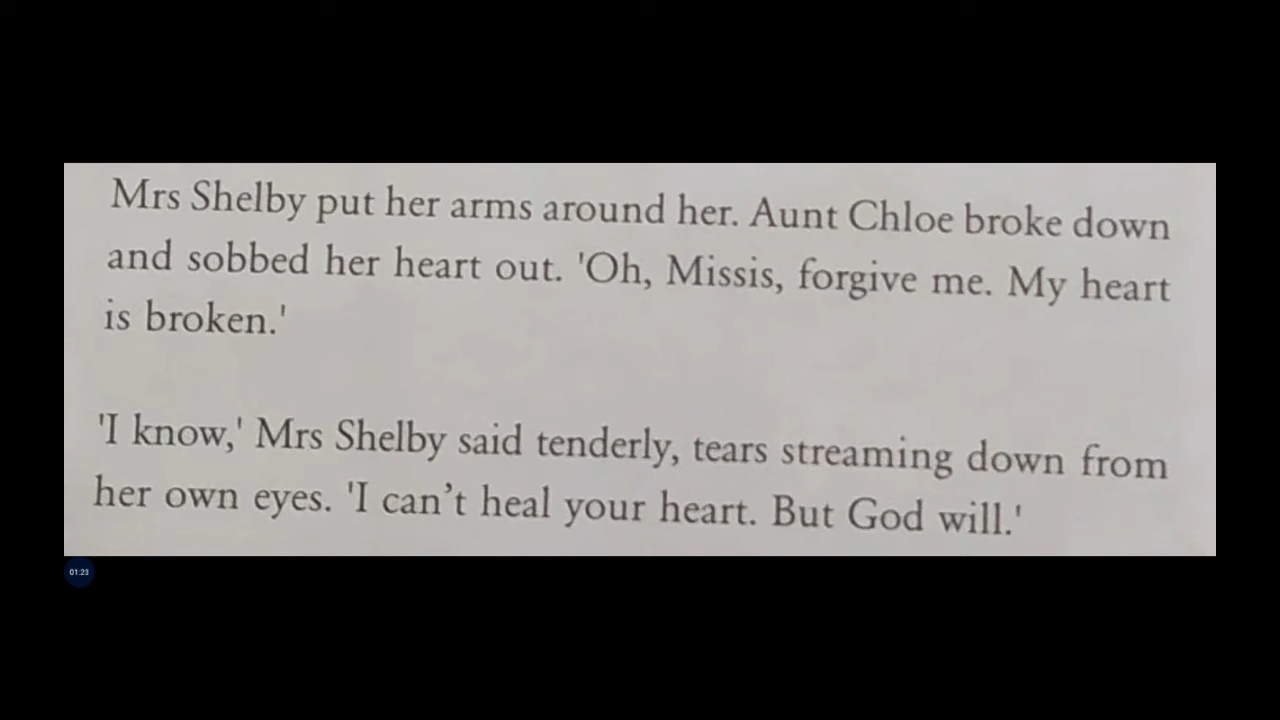 Mrs Shelby put her arms around her. Aunt Chloe broke down
and sobbed her heart out. 'Oh, Missis, forgive me. My heart
is broken.'
'I know,' Mrs Shelby said tenderly, tears streaming down from
her own eyes. 'I can’t heal your heart. But God will.'
01:23